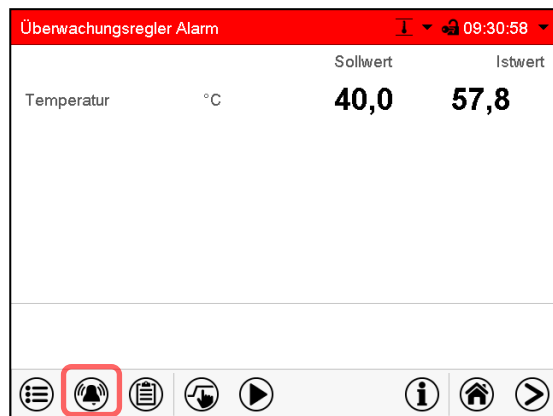 Überwachungsregler Alarm 09:30:58
Sollwert Istwert
Temperatur °C 40,0 57,8